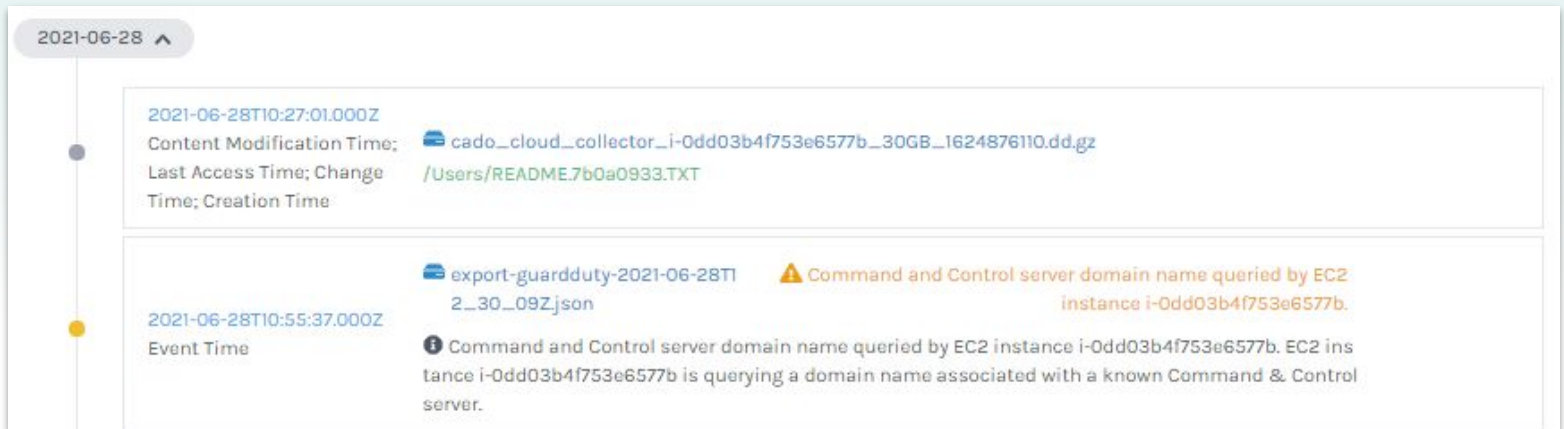 2021-06-28
2021-06-28T10:27:01.000Z
Content Modification Time;
Last Access Time; Change
Time; Creation Time
cado_cloud_collector_i-0dd03b4f753e6577b_30GB_1624876110.dd.gz
/Users/README.7b0a0933.TXT
2021-06-28T10:55:37.000Z
Event Time
export-guardduty-2021-06-28T1
2_30_09Z.json
Command and Control server domain name queried by EC2
instance i-0dd03b4f753e6577b.
Command and Control server domain name queried by EC2 instance i-0dd03b4f753e6577b. EC2 ins
tance i-0dd03b4f753e6577b is querying a domain name associated with a known Command & Control
server.